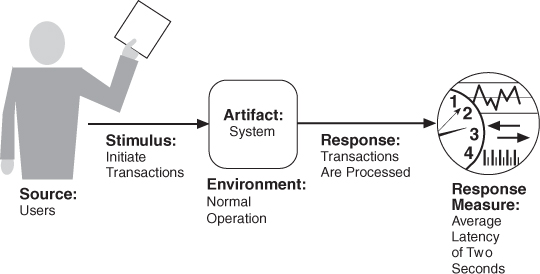 Source:
Users
Stimulus:
Initiate
Transactions
Artifact:
System
Environment:
Normal
Operation
Response:
Transactions
Are Processed
1
2
3
4
Response
Measure:
Average
Latency
of Two
Seconds